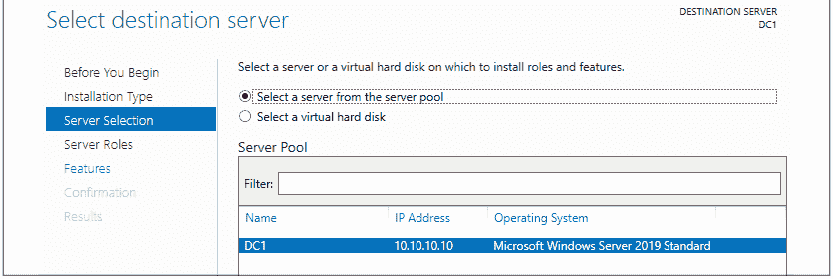 Select destination server
DESTINATION SERVER
DC1
Before You Begin
Installation Type
Server Selection
Server Roles
Features
Confirmation
Results
Select a server or a virtual hard disk on which to install roles and features.
Select a server from the server pool
Select a virtual hard disk
Server Pool
Filter:
Name IP Address Operating System
DC1 10.10.10.10 Microsoft Windows Server 2019 Standard